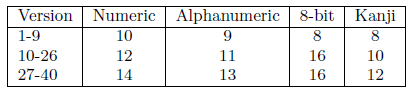 Version Numeric Alphanumeric 8-bit Kanji
1-9 10 9 8 8
10-26 12 11 16 10
27-40 14 13 16 12